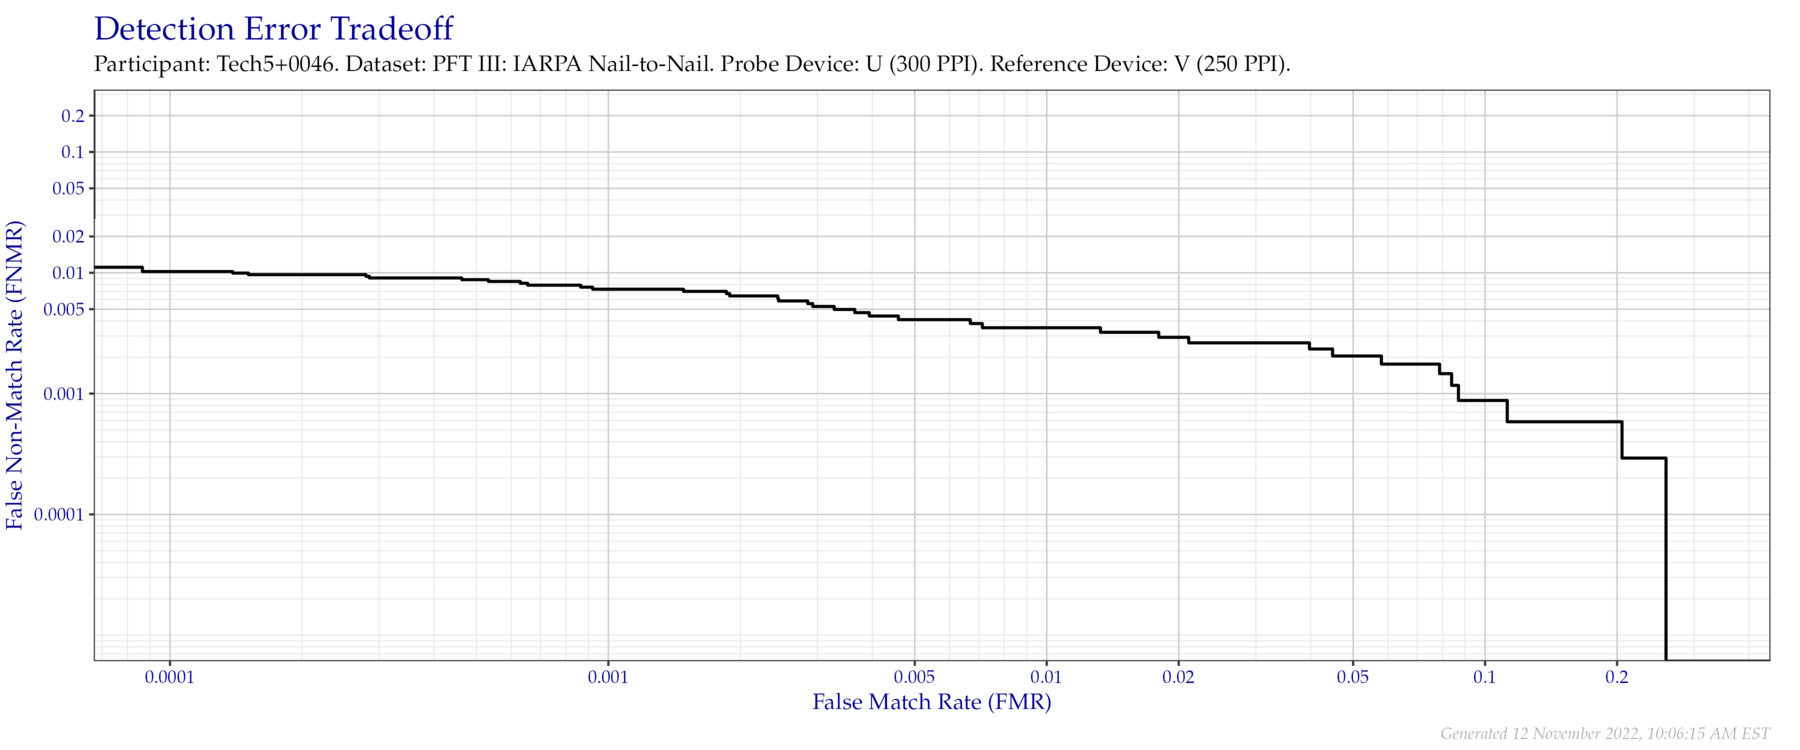 Detection Error Tradeoff
Participant: Tech5+0046. Dataset: PFT III: IARPA Nail-to-Nail. Probe Device: U (300 PPI). Reference Device: V (250 PPI).
False Non-Match Rate (FNMR)
0.2
0.1
0.05
0.02
0.01
0.005
0.001
0.0001
0.0001 0.001 0.005 0.01 0.02 0.05 0.1 0.2
False Match Rate (FMR)
Generated 12 November 2022, 10:06:15 AM EST